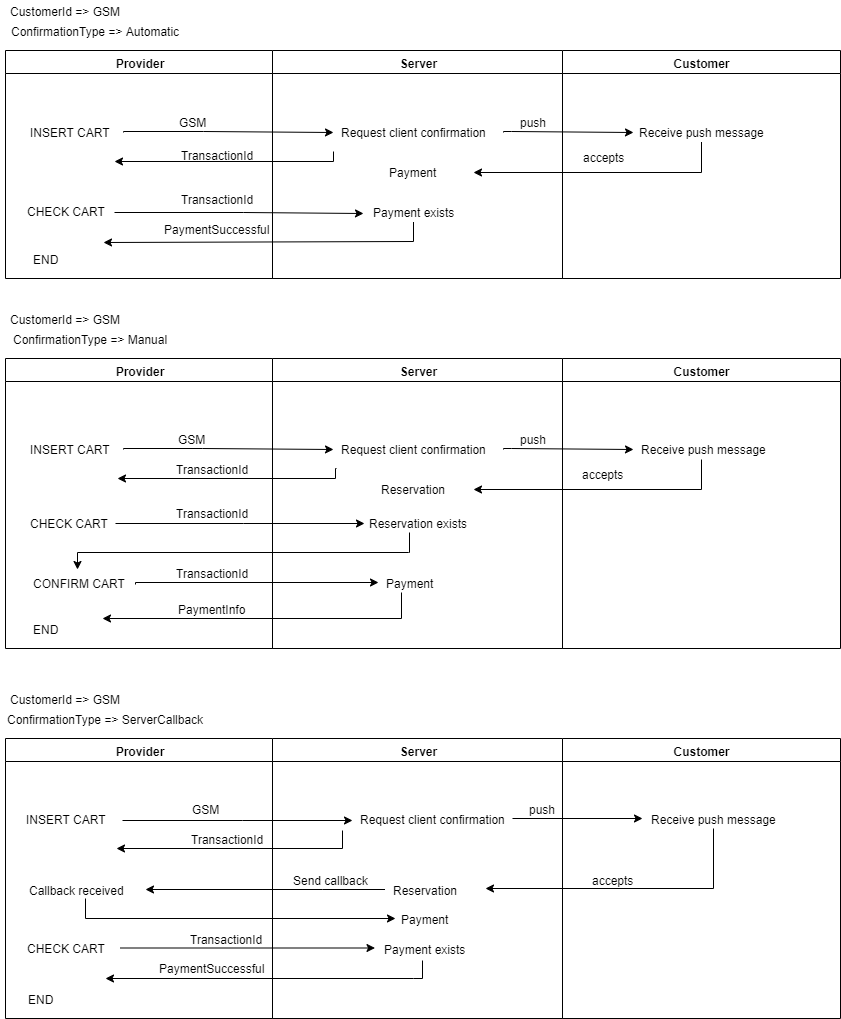 CustomerId => GSM
ConfirmationType => Automatic
Provider Server Customer
GSM push
INSERT CART Request client confirmation Receive push message
TransactionId accepts
Payment
TransactionId
CHECK CART Payment exists
PaymentSuccessful
END
CustomerId => GSM
ConfirmationType => Manual
Provider Server Customer
GSM push
INSERT CART Request client confirmation Receive push message
TransactionId accepts
Reservation
TransactionId
CHECK CART Reservation exists
TransactionId
CONFIRM CART Payment
PaymentInfo
END
CustomerId => GSM
ConfirmationType => ServerCallback
Provider Server Customer
GSM push
INSERT CART Request client confirmation Receive push message
TransactionId
Send callback accepts
Callback received Reservation
Payment
TransactionId
CHECK CART Payment exists
PaymentSuccessful
END